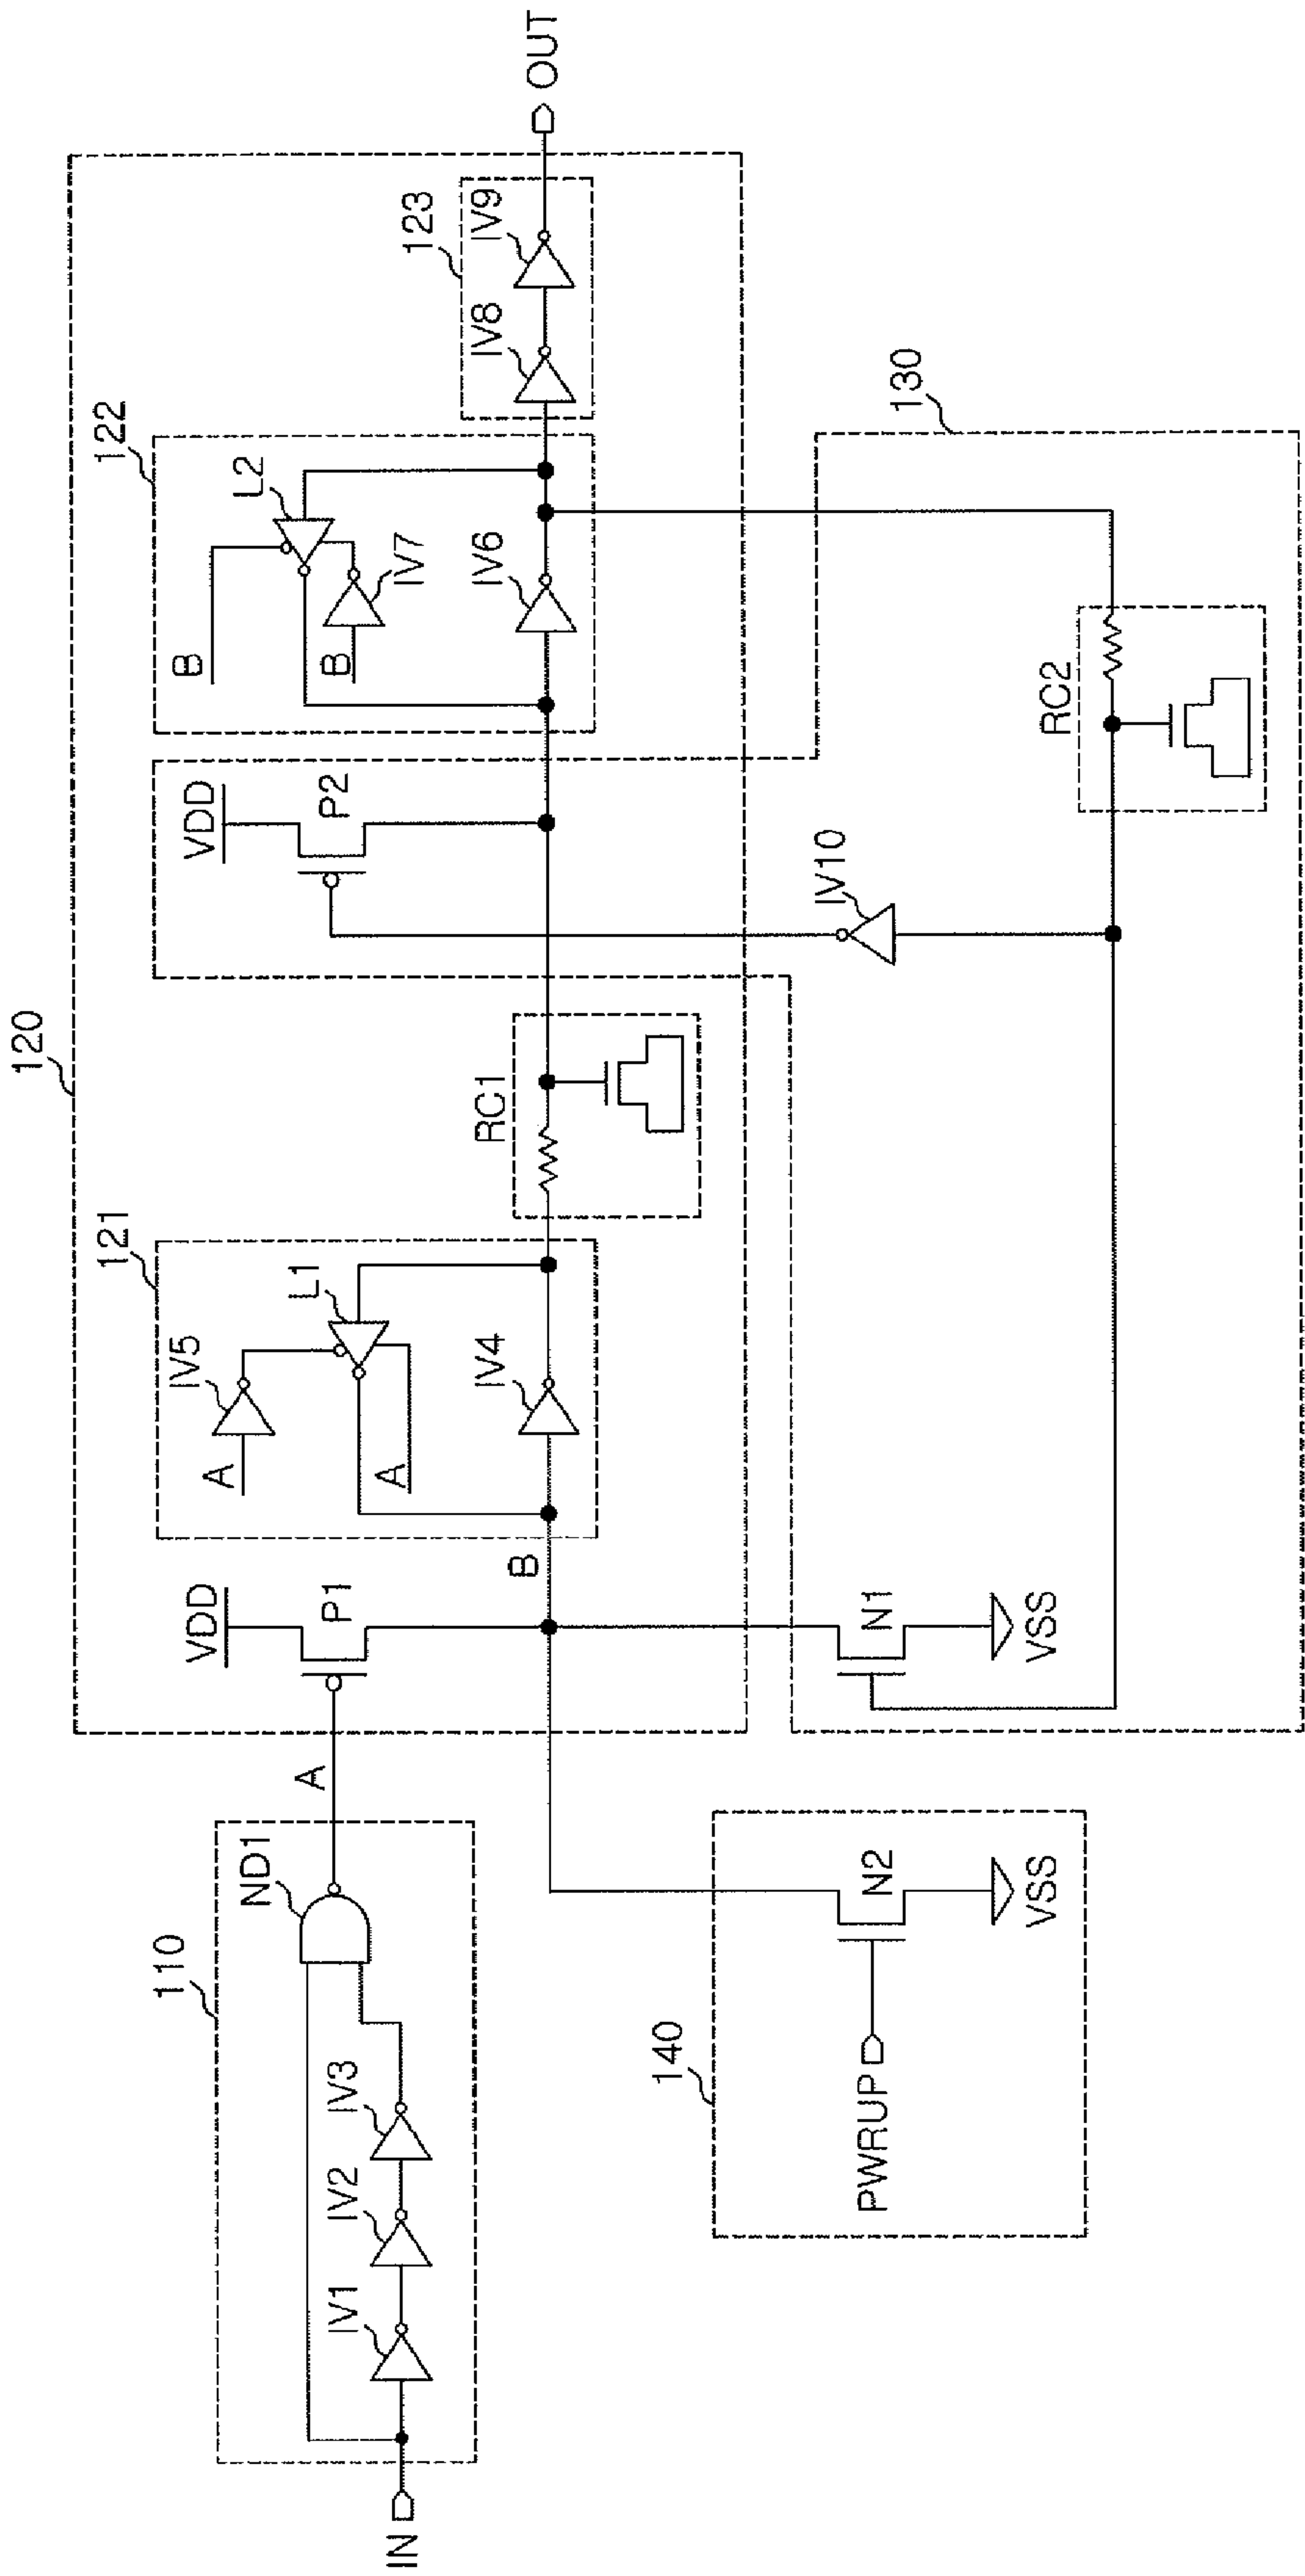 120
122
123
121
VDD
P1
A
IV5
L1
A
B
IV4
RC1
VDD
P2
B
L2
B
IV7
IV6
IV8
IV9
OUT
110
ND1
A
IN
IV1
IV2
IV3
140
PWRUP
N2
VSS
N1
VSS
130
IV10
RC2